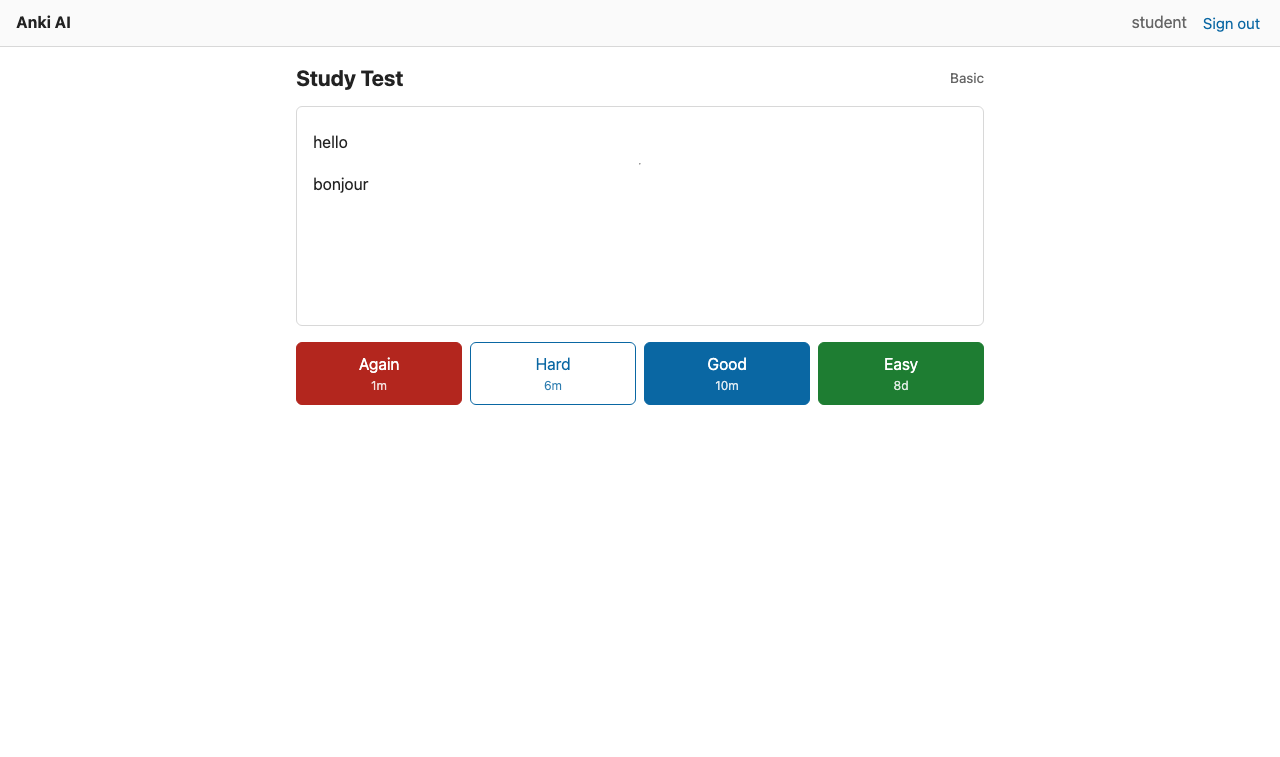 Anki AI
student Sign out
Study Test
Basic
hello
bonjour
Again Hard Good Easy
1m 6m 10m 8d